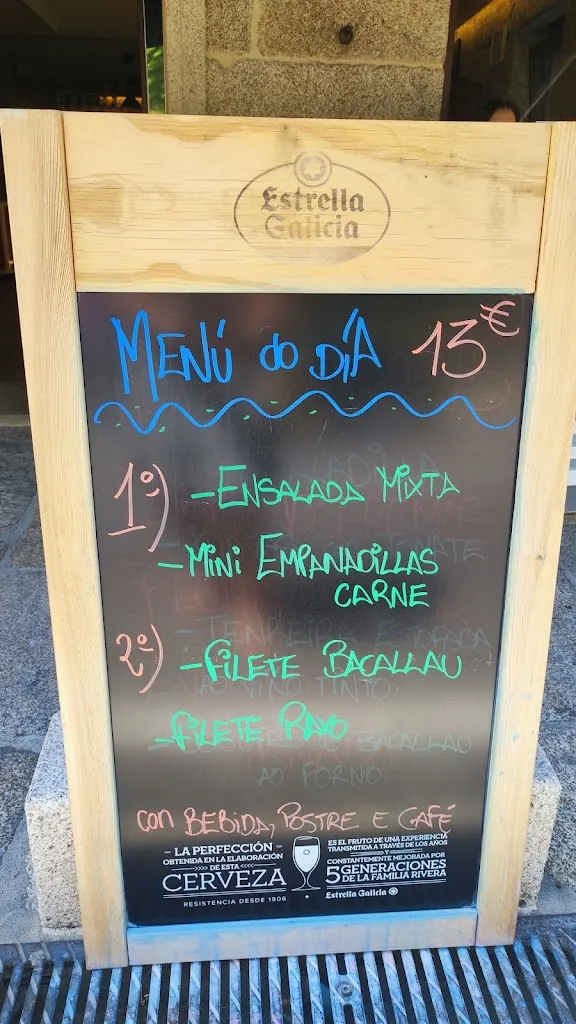 Estrella
Galicia
MENÚ do DÍA 13€
1º) - ENSALADA MIXTA
- MINI EMPANADILLAS
CARNE
2º) - FILETE BACALLAU
- FILETE RAXO
con BEBIDA, POSTRE E CAFÉ
- LA PERFECCIÓN -
OBTENIDA EN LA ELABORACIÓN
DE ESTA
CERVEZA
RESISTENCIA DESDE 1906
ES EL FRUTO DE UNA EXPERIENCIA
TRANSMITIDA A TRAVÉS DE LOS AÑOS
Y
CONSTANTEMENTE MEJORADA POR
5 GENERACIONES
DE LA FAMILIA RIVERA
Estrella Galicia